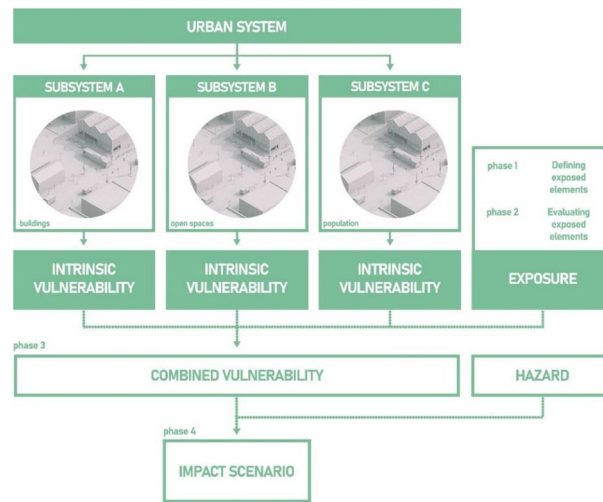 URBAN SYSTEM
SUBSYSTEM A
SUBSYSTEM B
SUBSYSTEM C
buildings
open spaces
population
phase 1
Defining
exposed
elements
phase 2
Evaluating
exposed
elements
INTRINSIC
VULNERABILITY
INTRINSIC
VULNERABILITY
INTRINSIC
VULNERABILITY
EXPOSURE
phase 3
COMBINED VULNERABILITY
HAZARD
phase 4
IMPACT SCENARIO